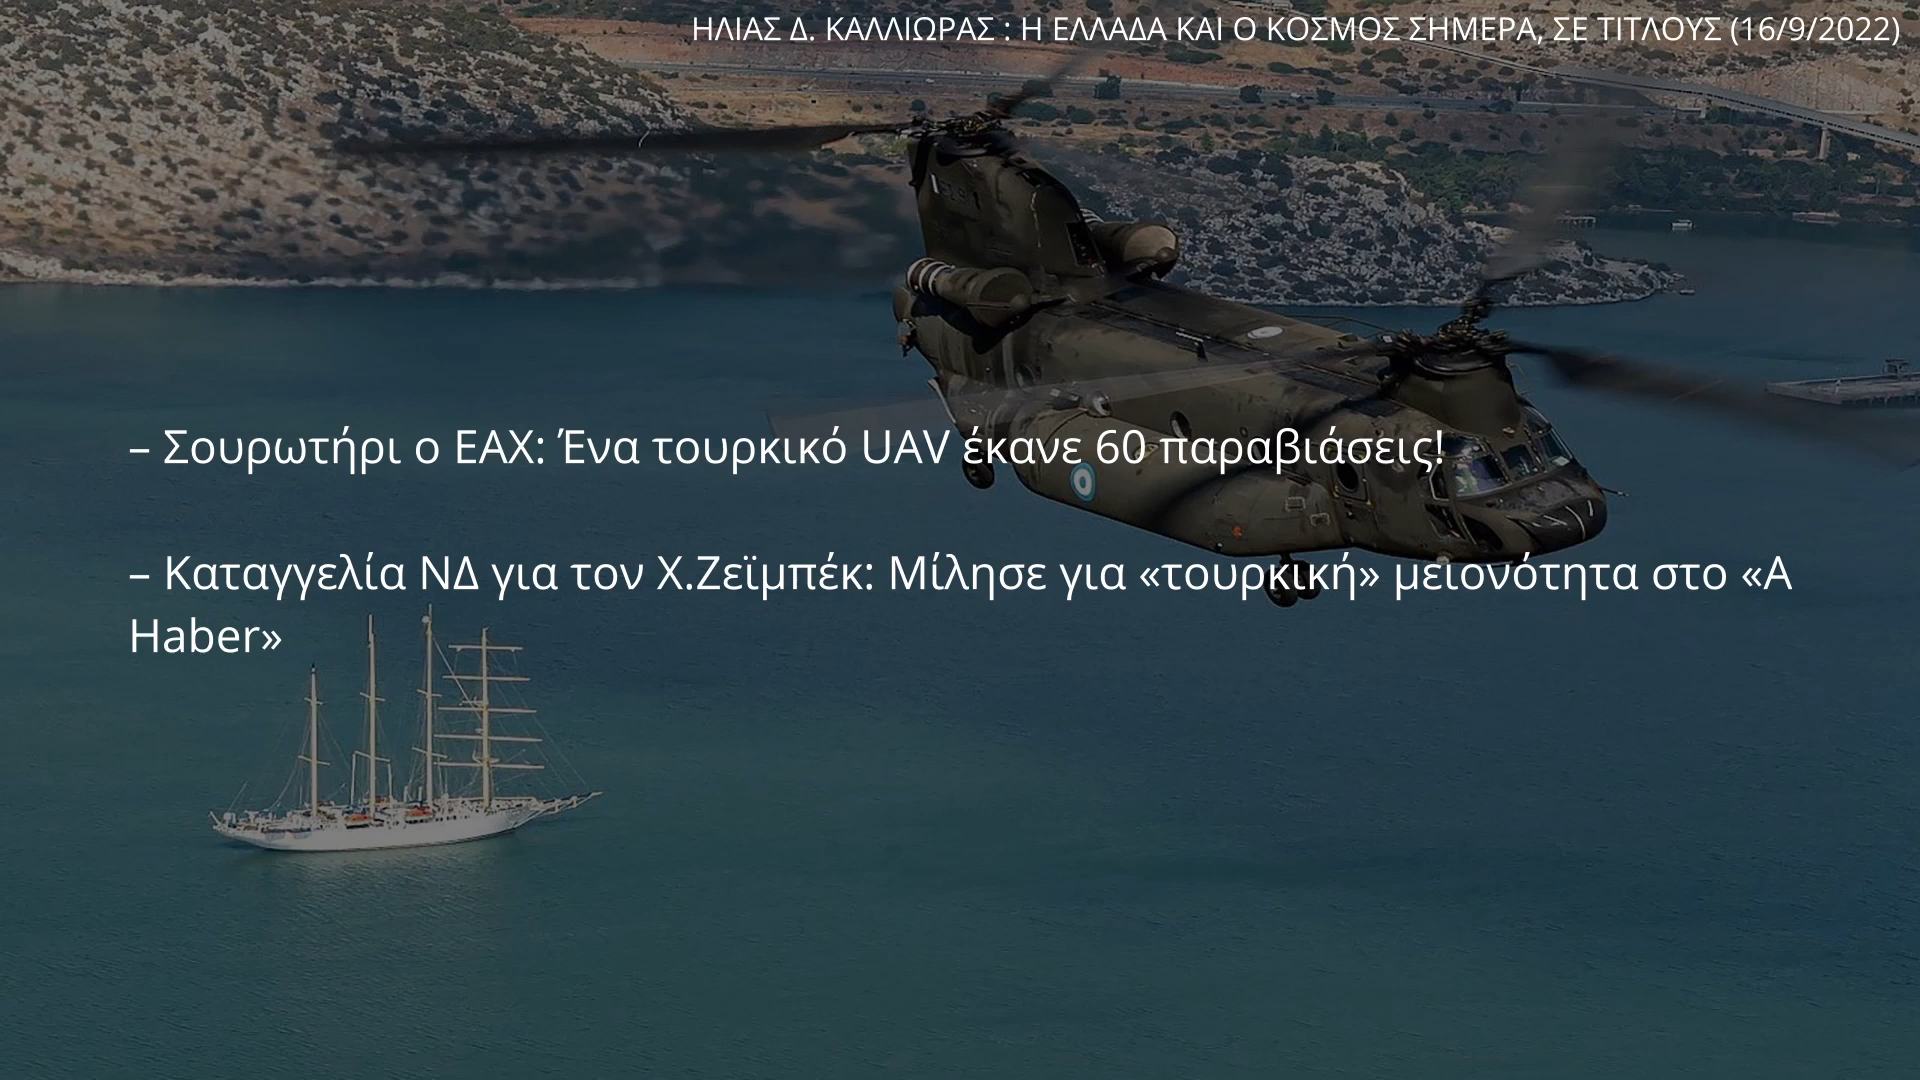 ΗΛΙΑΣ Δ. ΚΑΛΛΙΩΡΑΣ : Η ΕΛΛΑΔΑ ΚΑΙ Ο ΚΟΣΜΟΣ ΣΗΜΕΡΑ, ΣΕ ΤΙΤΛΟΥΣ (16/9/2022)
– Σουρωτήρι ο ΕΑΧ: Ένα τουρκικό UAV έκανε 60 παραβιάσεις!
– Καταγγελία ΝΔ για τον Χ.Ζεϊμπέκ: Μίλησε για «τουρκική» μειονότητα στο «A
Haber»